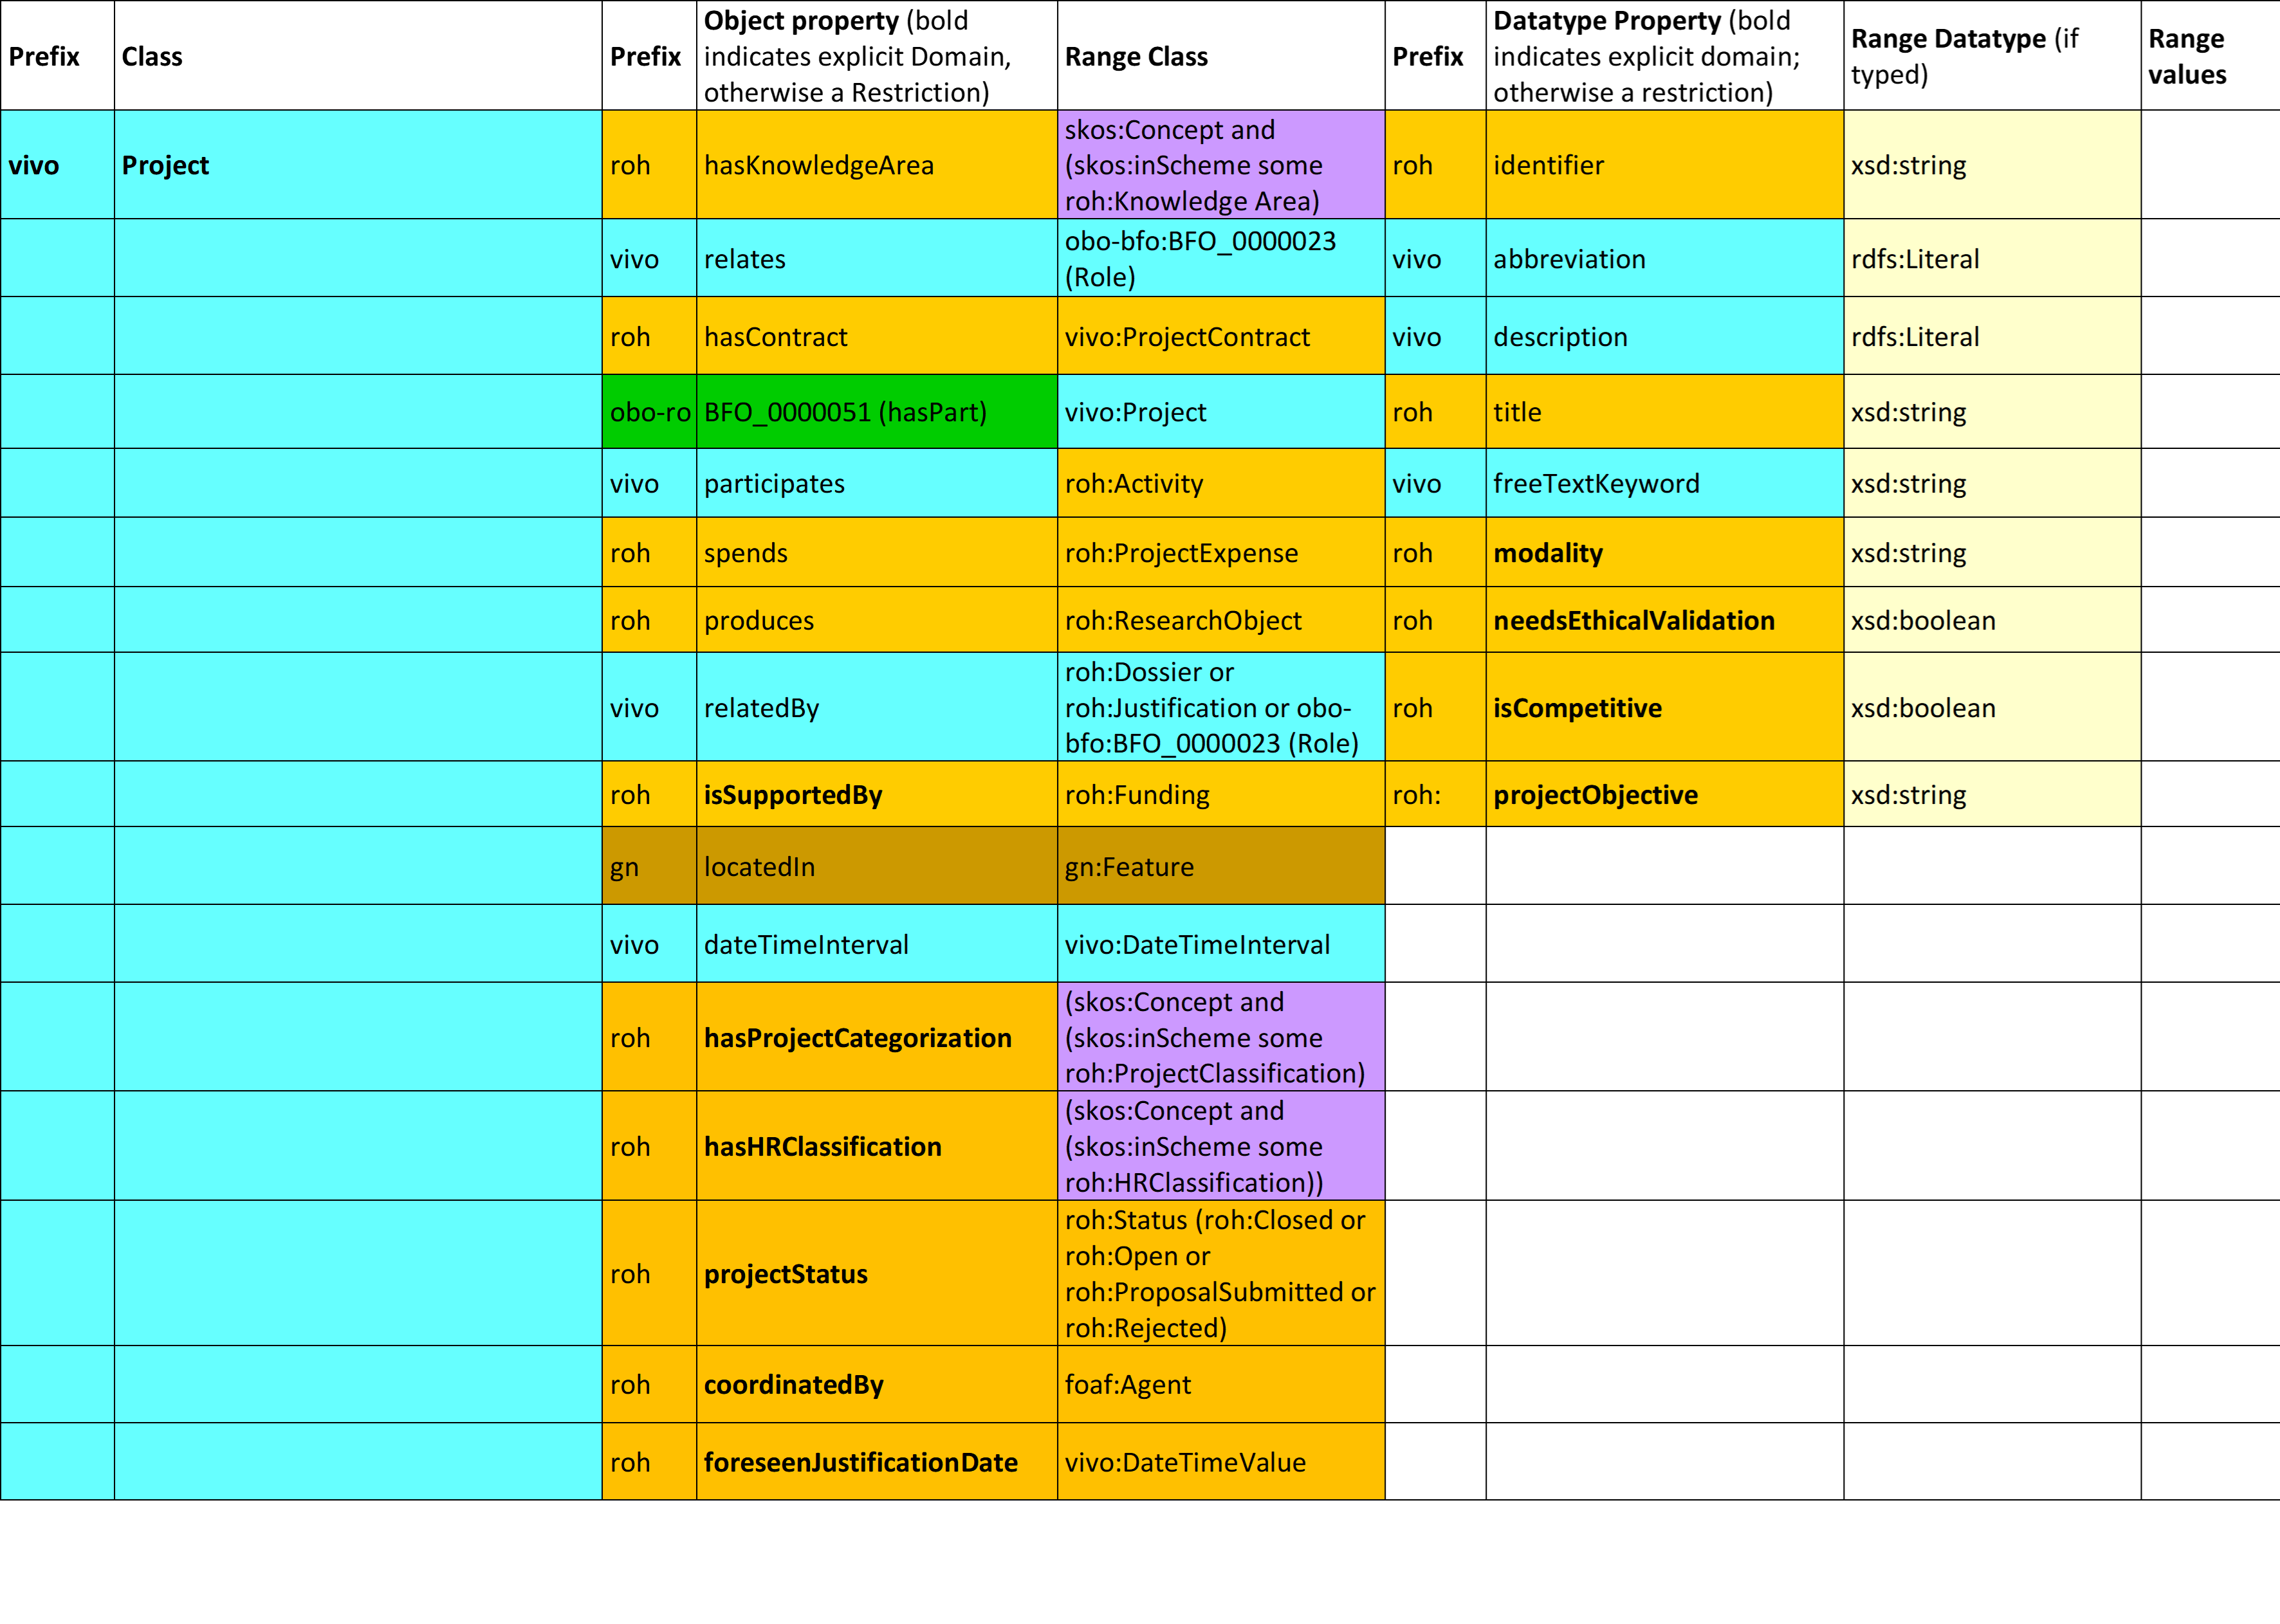 Prefix
Class
Prefix
Object property (bold
indicates explicit Domain,
otherwise a Restriction)
Range Class
Prefix
Datatype Property (bold
indicates explicit domain;
otherwise a restriction)
Range Datatype (if
typed)
Range
values
vivo
Project
roh
hasKnowledgeArea
skos:Concept and
(skos:inScheme some
roh:Knowledge Area)
roh
identifier
xsd:string
vivo
relates
obo-bfo:BFO_0000023
(Role)
vivo
abbreviation
rdfs:Literal
roh
hasContract
vivo:ProjectContract
vivo
description
rdfs:Literal
obo-ro
BFO_0000051 (hasPart)
vivo:Project
roh
title
xsd:string
vivo
participates
roh:Activity
vivo
freeTextKeyword
xsd:string
roh
spends
roh:ProjectExpense
roh
modality
xsd:string
roh
produces
roh:ResearchObject
roh
needsEthicalValidation
xsd:boolean
vivo
relatedBy
roh:Dossier or
roh:Justification or obo-
bfo:BFO_0000023 (Role)
roh
isCompetitive
xsd:boolean
roh
isSupportedBy
roh:Funding
roh:
projectObjective
xsd:string
gn
locatedIn
gn:Feature
vivo
dateTimeInterval
vivo:DateTimeInterval
roh
hasProjectCategorization
(skos:Concept and
(skos:inScheme some
roh:ProjectClassification)
roh
hasHRClassification
(skos:Concept and
(skos:inScheme some
roh:HRClassification))
roh
projectStatus
roh:Status (roh:Closed or
roh:Open or
roh:ProposalSubmitted or
roh:Rejected)
roh
coordinatedBy
foaf:Agent
roh
foreseenJustificationDate
vivo:DateTimeValue